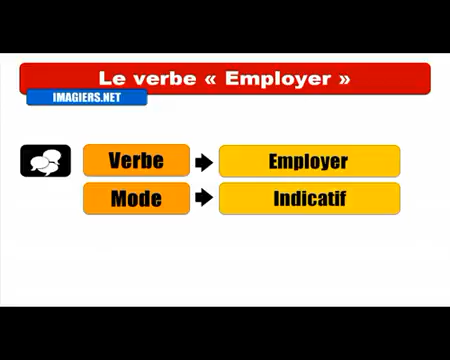 Le verbe « Employer »
IMAGIERS.NET
Verbe Employer
Mode Indicatif